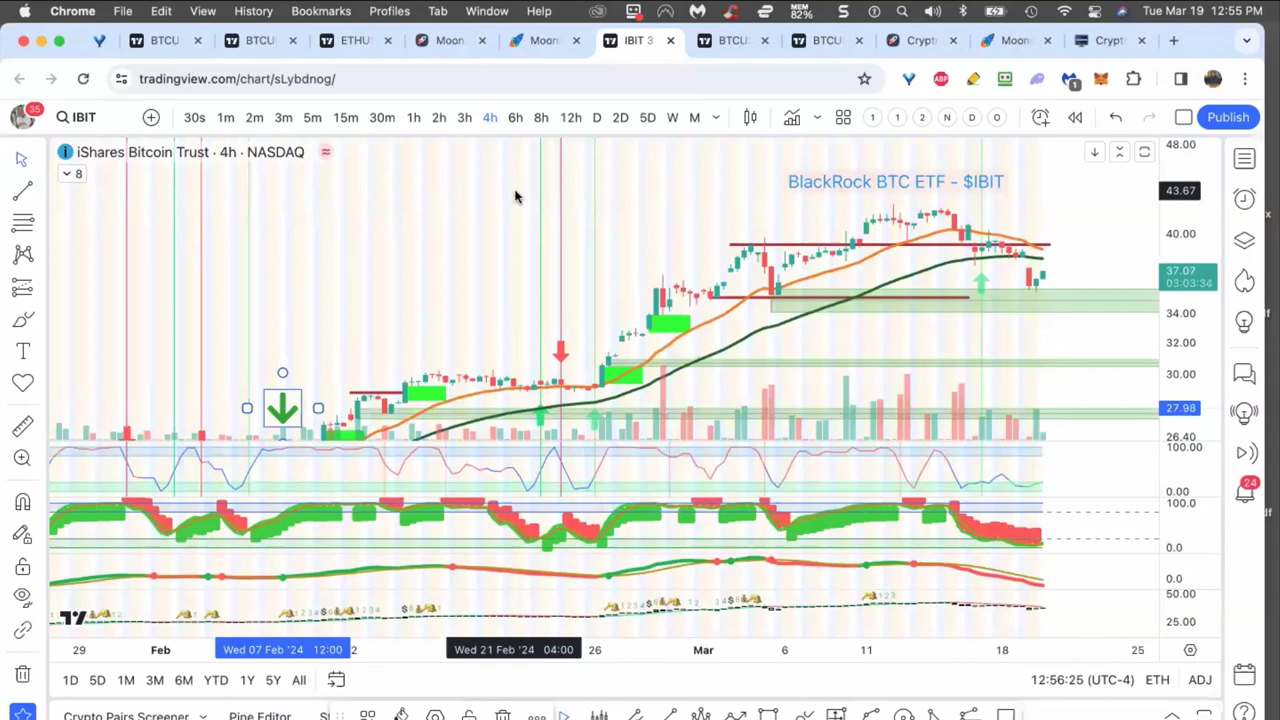 Chrome File Edit View History Bookmarks Profiles Tab Window Help MEM 82% Tue Mar 19 12:55 PM
BTCU BTCU ETHU Moon Moon IBIT 3 BTCU BTCU Crypt Moon Crypt
tradingview.com/chart/sLybdnog/ 1
35 IBIT 30s 1m 2m 3m 5m 15m 30m 1h 2h 3h 4h 6h 8h 12h D 2D 5D W M 1 1 2 N D O Publish
iShares Bitcoin Trust · 4h · NASDAQ
8
48.00
BlackRock BTC ETF - $IBIT
43.67
40.00
37.07
03:03:34
34.00
32.00
30.00
27.98
26.40
100.00
0.00
24
100.0
0.0
0.0
50.00
25.00
29 Feb Wed 07 Feb '24 12:00 2 Wed 21 Feb '24 04:00 26 Mar 6 11 18 25
1D 5D 1M 3M 6M YTD 1Y 5Y All 12:56:25 (UTC-4) ETH ADJ
Crypto Pairs Screener Pine Editor